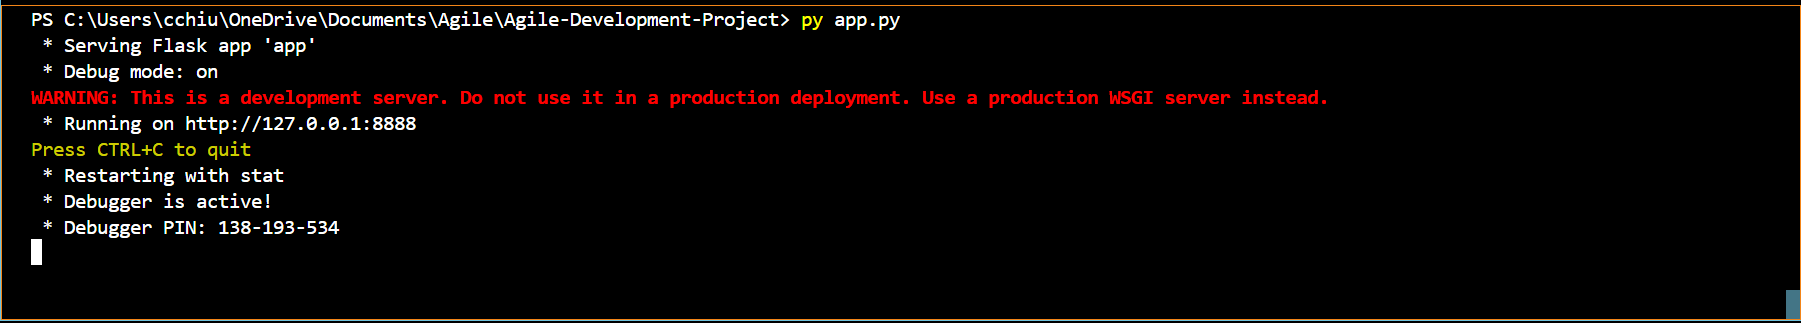 PS C:\Users\cchiu\OneDrive\Documents\Agile\Agile-Development-Project> py app.py
 * Serving Flask app 'app'
 * Debug mode: on
WARNING: This is a development server. Do not use it in a production deployment. Use a production WSGI server instead.
 * Running on http://127.0.0.1:8888
Press CTRL+C to quit
 * Restarting with stat
 * Debugger is active!
 * Debugger PIN: 138-193-534